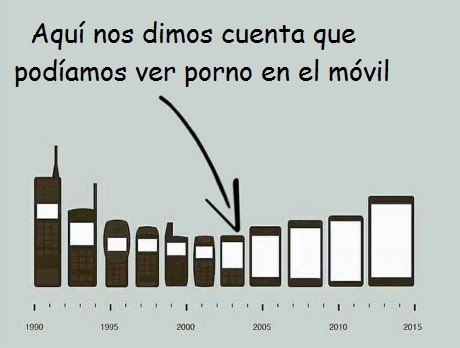 Aquí nos dimos cuenta que
podíamos ver porno en el móvil
1990 1995 2000 2005 2010 2015